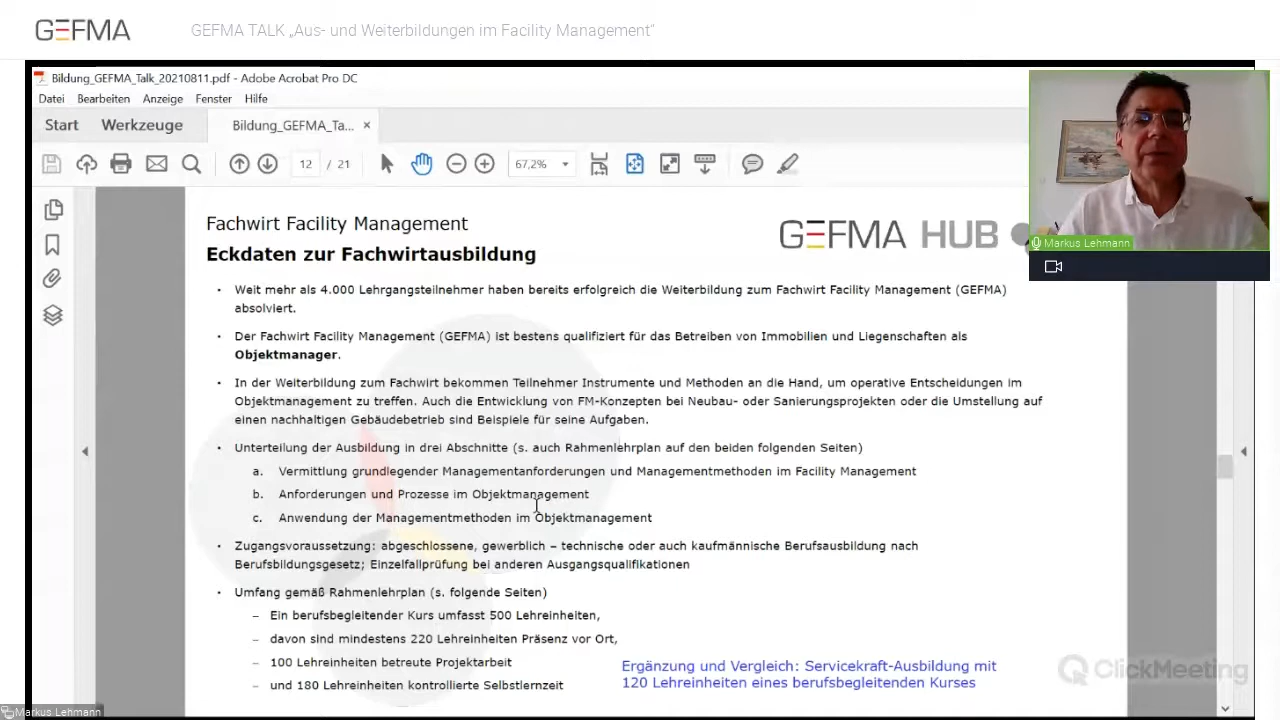 GEFMA
GEFMA TALK „Aus- und Weiterbildungen im Facility Management“
Bildung_GEFMA_Talk_20210811.pdf - Adobe Acrobat Pro DC
Datei Bearbeiten Anzeige Fenster Hilfe
Start Werkzeuge Bildung_GEFMA_Ta... ×
12 / 21 67,2%
Markus Lehmann
Fachwirt Facility Management
GEFMA HUB
Eckdaten zur Fachwirtausbildung
• Weit mehr als 4.000 Lehrgangsteilnehmer haben bereits erfolgreich die Weiterbildung zum Fachwirt Facility Management (GEFMA)
absolviert.
• Der Fachwirt Facility Management (GEFMA) ist bestens qualifiziert für das Betreiben von Immobilien und Liegenschaften als
Objektmanager.
• In der Weiterbildung zum Fachwirt bekommen Teilnehmer Instrumente und Methoden an die Hand, um operative Entscheidungen im
Objektmanagement zu treffen. Auch die Entwicklung von FM-Konzepten bei Neubau- oder Sanierungsprojekten oder die Umstellung auf
einen nachhaltigen Gebäudebetrieb sind Beispiele für seine Aufgaben.
• Unterteilung der Ausbildung in drei Abschnitte (s. auch Rahmenlehrplan auf den beiden folgenden Seiten)
a. Vermittlung grundlegender Managementanforderungen und Managementmethoden im Facility Management
b. Anforderungen und Prozesse im Objektmanagement
c. Anwendung der Managementmethoden im Objektmanagement
• Zugangsvoraussetzung: abgeschlossene, gewerblich – technische oder auch kaufmännische Berufsausbildung nach
Berufsbildungsgesetz; Einzelfallprüfung bei anderen Ausgangsqualifikationen
• Umfang gemäß Rahmenlehrplan (s. folgende Seiten)
– Ein berufsbegleitender Kurs umfasst 500 Lehreinheiten,
– davon sind mindestens 220 Lehreinheiten Präsenz vor Ort,
– 100 Lehreinheiten betreute Projektarbeit
– und 180 Lehreinheiten kontrollierte Selbstlernzeit
Ergänzung und Vergleich: Servicekraft-Ausbildung mit
120 Lehreinheiten eines berufsbegleitenden Kurses
ClickMeeting
Markus Lehmann